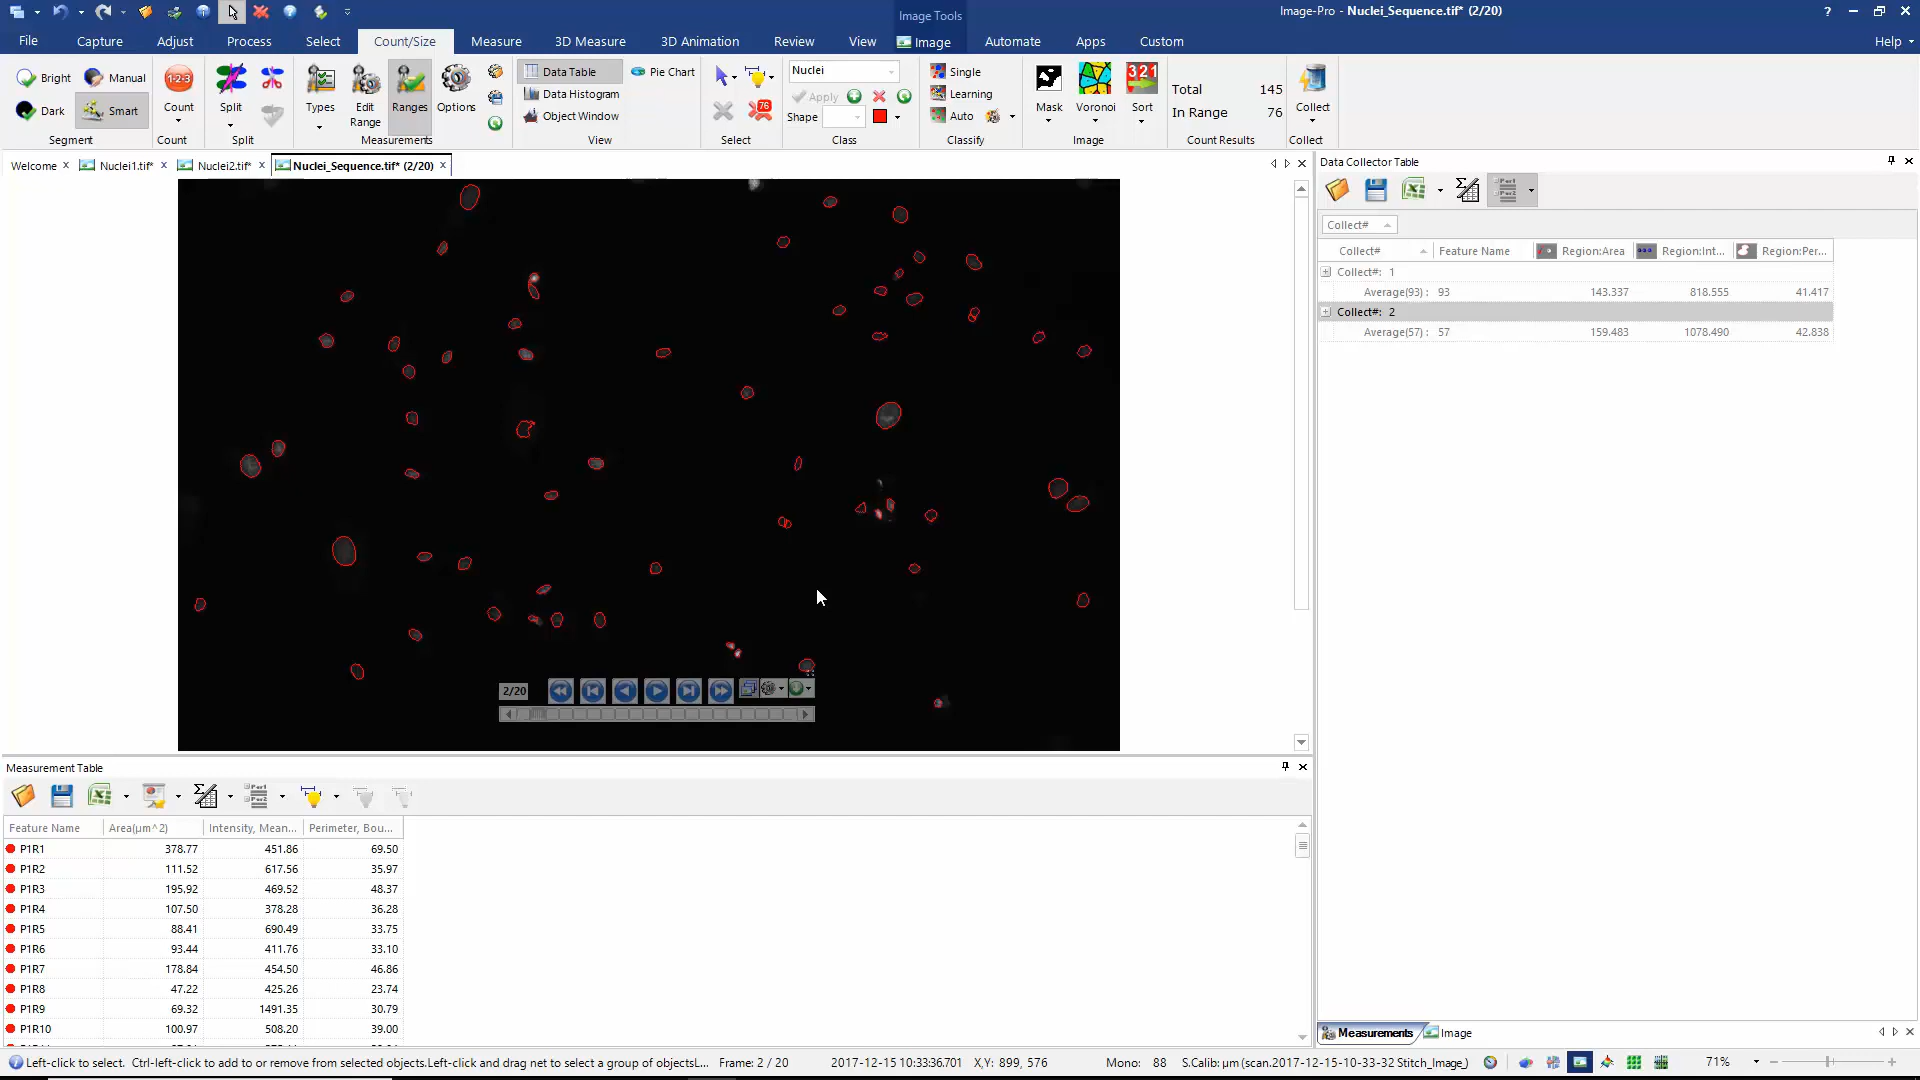 Image Tools
Image-Pro - Nuclei_Sequence.tif* (2/20)
File Capture Adjust Process Select Count/Size Measure 3D Measure 3D Animation Review View Image Automate Apps Custom Help
Bright Manual
Dark Smart
Segment
1-2-3
Count
Count
Split
Split
Types
Edit
Range
Ranges
Options
Measurements
Data Table Pie Chart
Data Histogram
Object Window
View
76
Select
Nuclei
Apply
Shape
Class
Single
Learning
Auto
Classify
Mask Voronoi
321
Sort
Image
Total 145
In Range 76
Count Results
Collect
Collect
Welcome Nuclei1.tif* Nuclei2.tif* Nuclei_Sequence.tif* (2/20)
2/20
Data Collector Table
Collect#
Collect# Feature Name Region:Area Region:Int... Region:Per...
Collect#: 1
Average(93) : 93 143.337 818.555 41.417
Collect#: 2
Average(57) : 57 159.483 1078.490 42.838
Measurement Table
Feature Name Area(µm^2) Intensity, Mean... Perimeter, Bou...
P1R1 378.77 451.86 69.50
P1R2 111.52 617.56 35.97
P1R3 195.92 469.52 48.37
P1R4 107.50 378.28 36.28
P1R5 88.41 690.49 33.75
P1R6 93.44 411.76 33.10
P1R7 178.84 454.50 46.86
P1R8 47.22 425.26 23.74
P1R9 69.32 1491.35 30.79
P1R10 100.97 508.20 39.00
Measurements Image
Left-click to select. Ctrl-left-click to add to or remove from selected objects.Left-click and drag net to select a group of objectsL... Frame: 2 / 20 2017-12-15 10:33:36.701 X,Y: 899, 576 Mono: 88 S.Calib: µm (scan.2017-12-15-10-33-32 Stitch_Image_) 71%